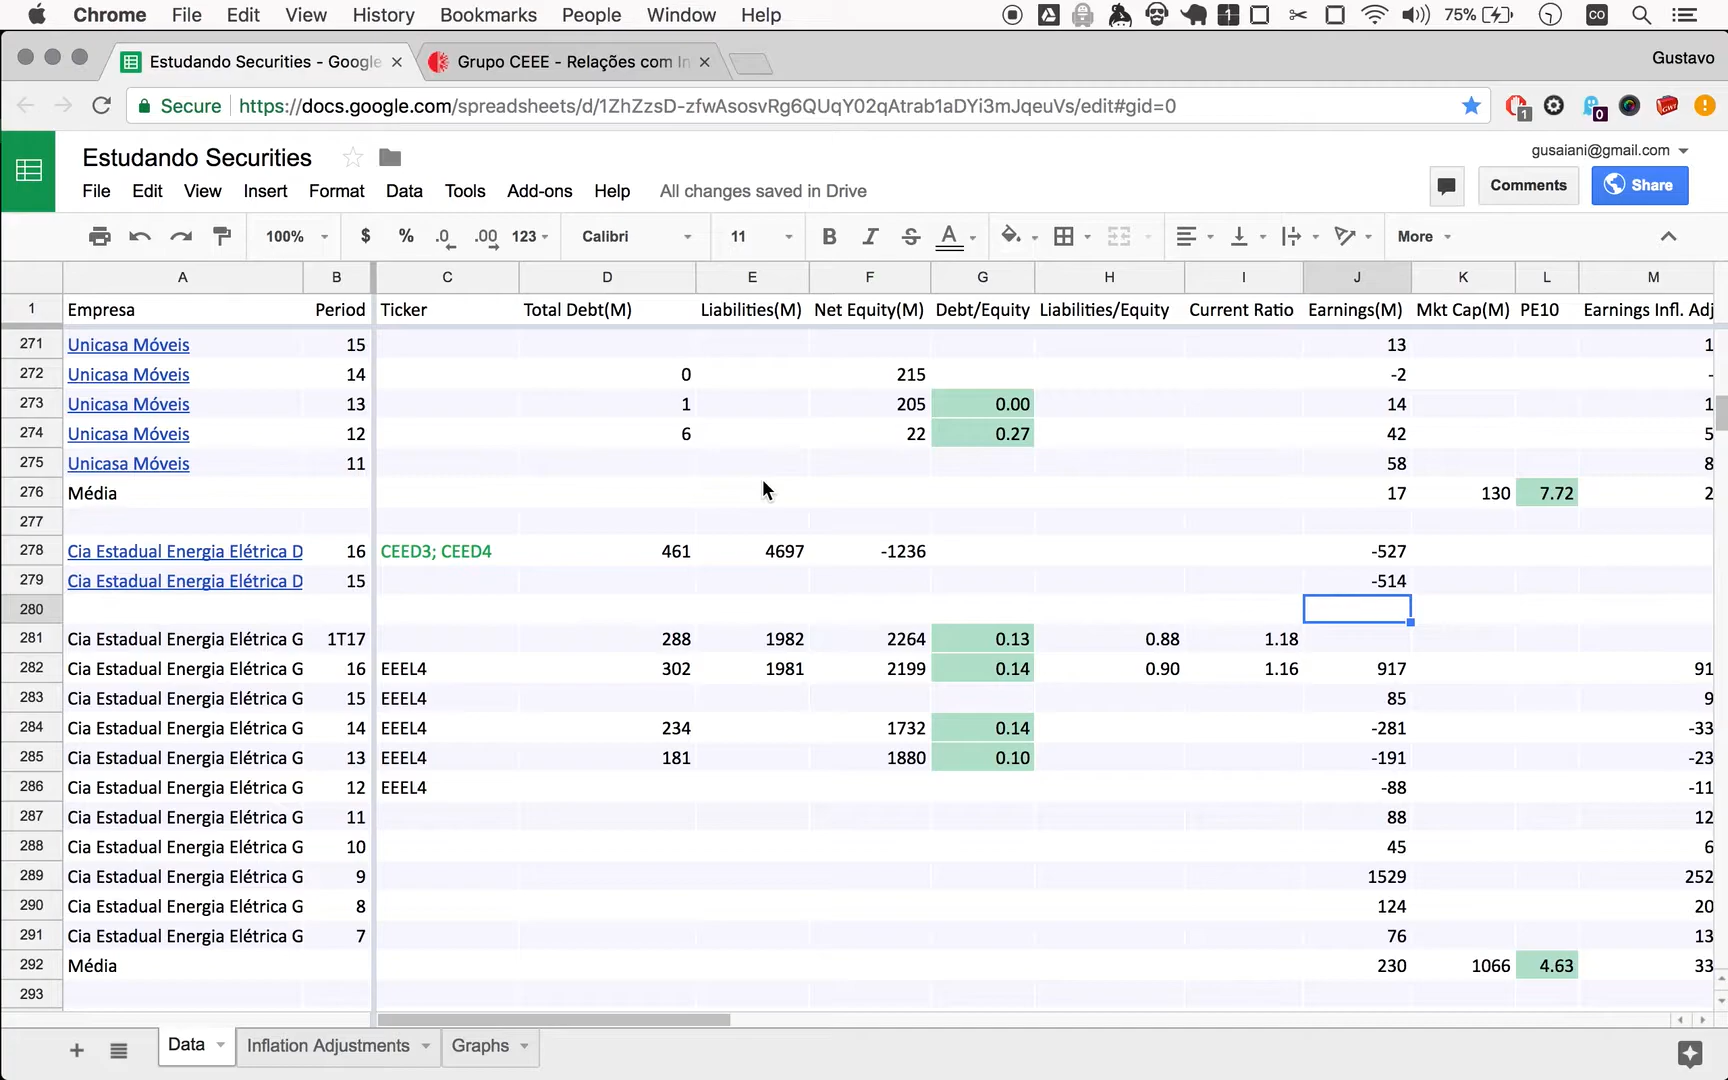 Chrome File Edit View History Bookmarks People Window Help 75%
Estudando Securities - Google Grupo CEEE - Relações com In Gustavo
Secure https://docs.google.com/spreadsheets/d/1ZhZzsD-zfwAsosvRg6QUqY02qAtrab1aDYi3mJqeuVs/edit#gid=0
Estudando Securities gusaiani@gmail.com
File Edit View Insert Format Data Tools Add-ons Help All changes saved in Drive Comments Share
100% $ % .0 .00 123 Calibri 11 B I S A More
A B C D E F G H I J K L M
1 Empresa Period Ticker Total Debt(M) Liabilities(M) Net Equity(M) Debt/Equity Liabilities/Equity Current Ratio Earnings(M) Mkt Cap(M) PE10 Earnings Infl. Adj
271 Unicasa Móveis 15 13 1
272 Unicasa Móveis 14 0 215 -2 -
273 Unicasa Móveis 13 1 205 0.00 14 1
274 Unicasa Móveis 12 6 22 0.27 42 5
275 Unicasa Móveis 11 58 8
276 Média 17 130 7.72 2
277
278 Cia Estadual Energia Elétrica D 16 CEED3; CEED4 461 4697 -1236 -527
279 Cia Estadual Energia Elétrica D 15 -514
280
281 Cia Estadual Energia Elétrica G 1T17 288 1982 2264 0.13 0.88 1.18
282 Cia Estadual Energia Elétrica G 16 EEEL4 302 1981 2199 0.14 0.90 1.16 917 91
283 Cia Estadual Energia Elétrica G 15 EEEL4 85 9
284 Cia Estadual Energia Elétrica G 14 EEEL4 234 1732 0.14 -281 -33
285 Cia Estadual Energia Elétrica G 13 EEEL4 181 1880 0.10 -191 -23
286 Cia Estadual Energia Elétrica G 12 EEEL4 -88 -11
287 Cia Estadual Energia Elétrica G 11 88 12
288 Cia Estadual Energia Elétrica G 10 45 6
289 Cia Estadual Energia Elétrica G 9 1529 252
290 Cia Estadual Energia Elétrica G 8 124 20
291 Cia Estadual Energia Elétrica G 7 76 13
292 Média 230 1066 4.63 33
293
Data Inflation Adjustments Graphs